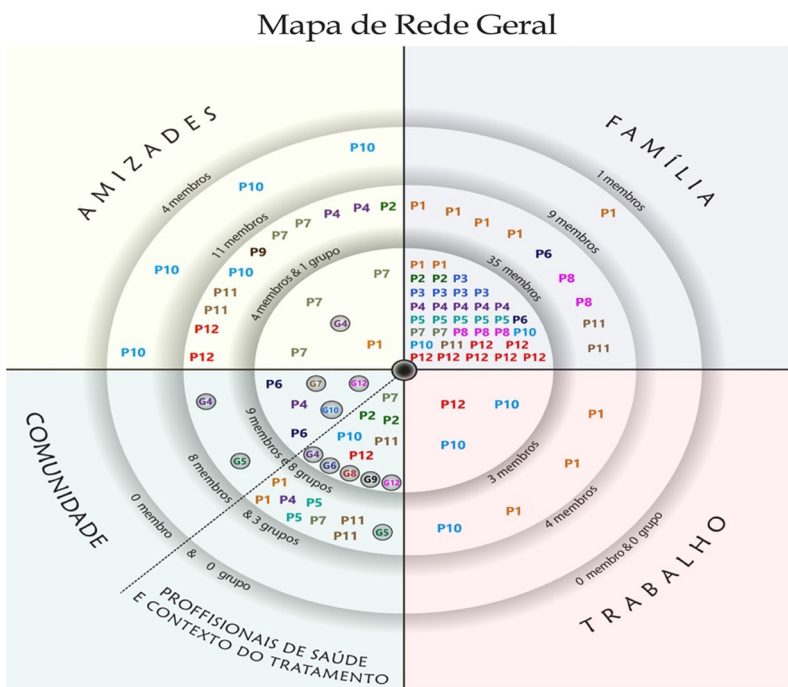 Mapa de Rede Geral
AMIZADES
4 membros
P10
P10
P10
P10
11 membros
P2
P4
P4
P7
P7
P9
P10
P11
P11
P12
P12
4 membros & 1 grupo
P7
P7
G4
P7
P1
FAMÍLIA
1 membros
P1
9 membros
P1
P1
P1
P1
P6
P8
P8
P11
P11
35 membros
P1 P1
P2 P2 P3
P3 P3 P3 P3
P4 P4 P4 P4 P4
P5 P5 P5 P5 P5 P6
P7 P7 P8 P8 P8 P10
P10 P11 P12 P12
P12 P12 P12 P12 P12
COMUNIDADE
P6 G7 G12
P4 G10
P6
G4
G5
9 membros e 8 grupos
8 membros & 3 grupos
0 membro & 0 grupo
P7
P2 P2
P10 P11
P12
G4 G6 G8 G9 G12
P1
P1 P4 P5
P5 P7 P11
P11 G5
PROFFISIONAIS DE SAÚDE
E CONTEXTO DO TRATAMENTO
TRABALHO
P12 P10
P10
3 membros
P1
P1
P1
P10
4 membros
0 membro & 0 grupo